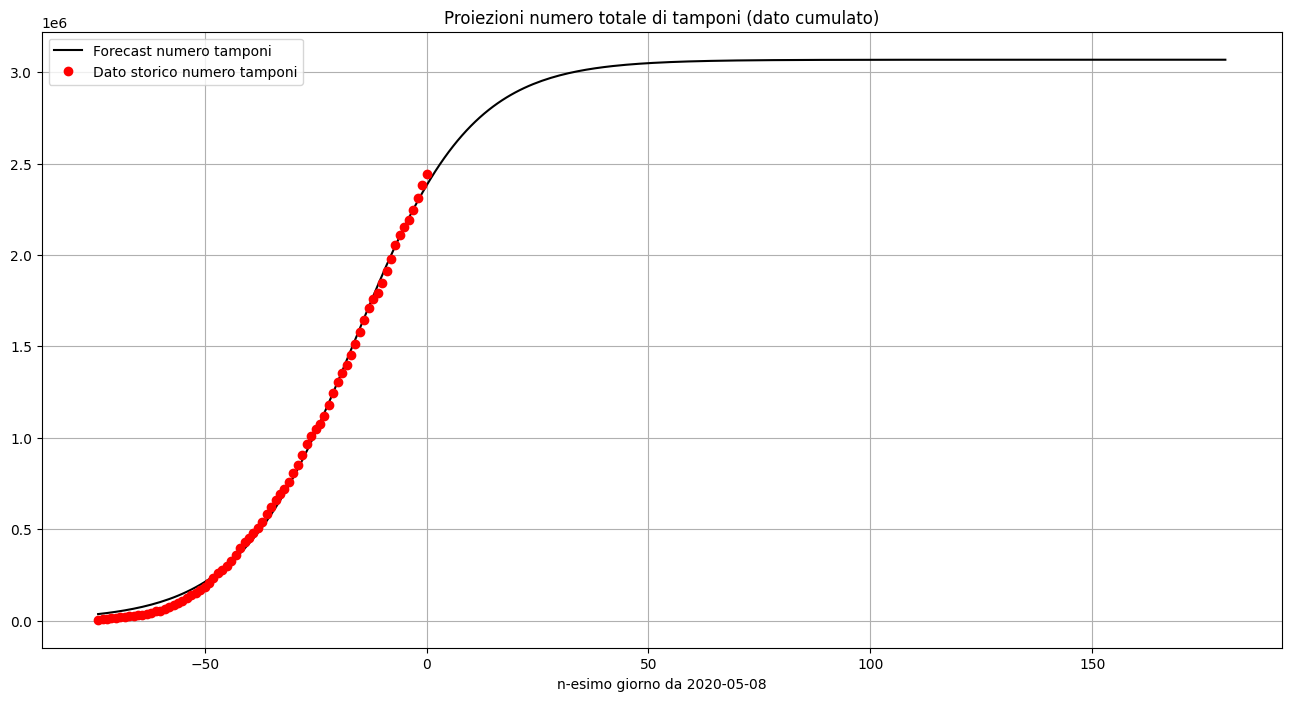 Proiezioni numero totale di tamponi (dato cumulato)
1e6
Forecast numero tamponi
Dato storico numero tamponi
3.0
2.5
2.0
1.5
1.0
0.5
0.0
−50 0 50 100 150
n-esimo giorno da 2020-05-08